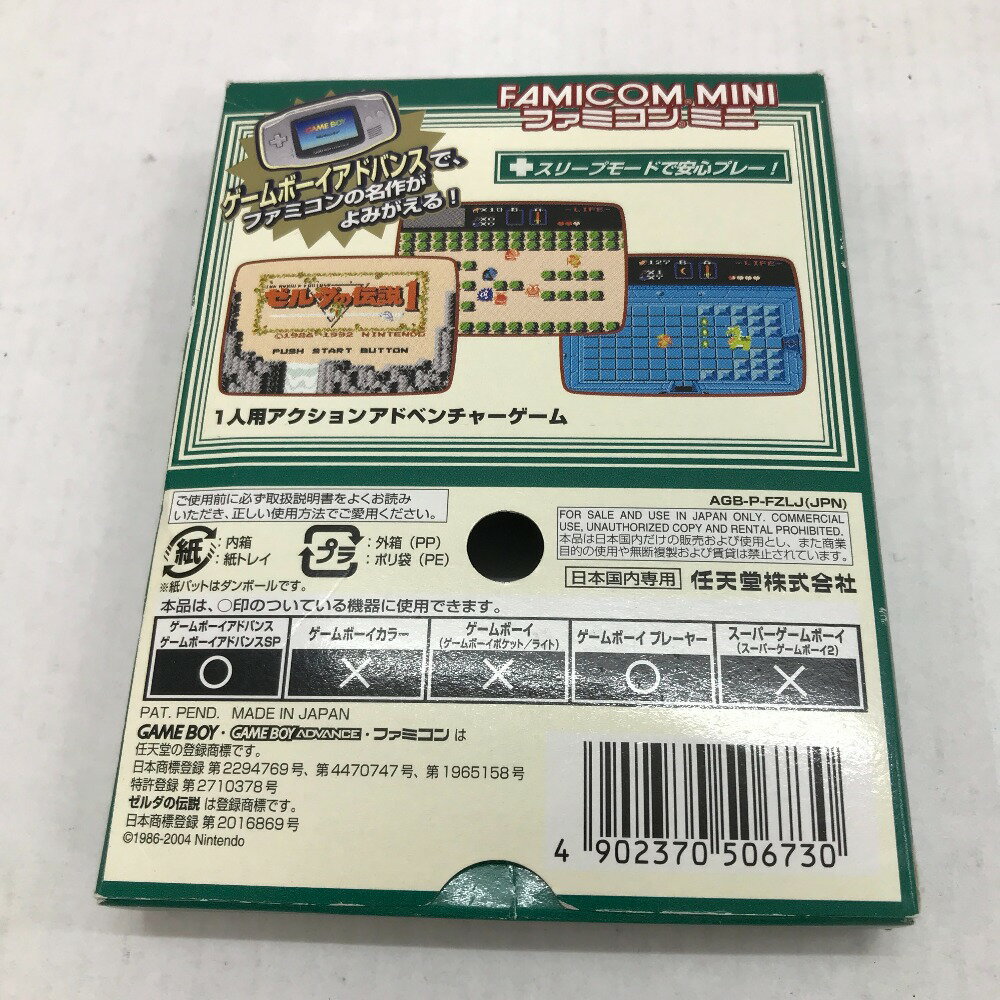 FAMICOM MINI
ファミコン ミニ
GAME BOY
ゲームボーイアドバンスで、
ファミコンの名作が
よみがえる!
スリープモードで安心プレー!
-LIFE-
ゼルダの伝説1
©1986-1992 NINTENDO
PUSH START BUTTON
-LIFE-
1人用アクションアドベンチャーゲーム
ご使用前に必ず取扱説明書をよくお読み
いただき、正しい使用方法でご愛用ください。
紙
:内箱
:紙トレイ
プラ
:外箱(PP)
:ポリ袋(PE)
※紙パットはダンボールです。
AGB-P-FZLJ(JPN)
FOR SALE AND USE IN JAPAN ONLY. COMMERCIAL
USE, UNAUTHORIZED COPY AND RENTAL PROHIBITED.
本品は日本国内だけの販売および使用とし、また商業
目的の使用や無断複製および賃貸は禁止されています。
日本国内専用 任天堂株式会社
本品は、○印のついている機器に使用できます。
ゲームボーイアドバンス
ゲームボーイアドバンスSP
○
ゲームボーイカラー
×
ゲームボーイ
(ゲームボーイポケット/ライト)
×
ゲームボーイ プレーヤー
○
スーパーゲームボーイ
(スーパーゲームボーイ2)
×
PAT. PEND. MADE IN JAPAN
GAME BOY・GAME BOY ADVANCE・ファミコン は
任天堂の登録商標です。
日本商標登録 第2294769号、第4470747号、第1965158号
特許登録 第2710378号
ゼルダの伝説 は登録商標です。
日本商標登録 第2016869号
©1986-2004 Nintendo
4 902370 506730